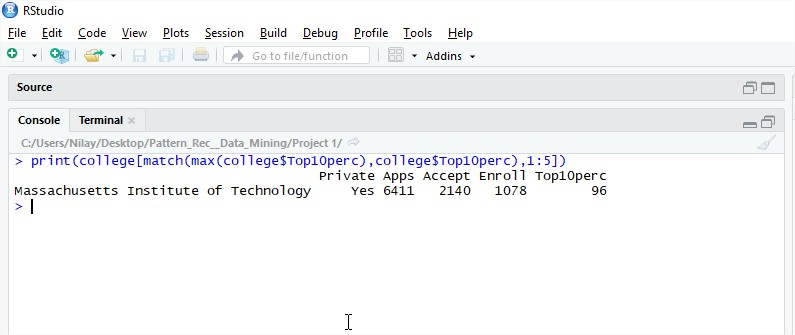 RStudio
File Edit Code View Plots Session Build Debug Profile Tools Help
Go to file/function Addins
Source
Console Terminal
C:/Users/Nilay/Desktop/Pattern_Rec__Data_Mining/Project 1/
> print(college[match(max(college$Top10perc),college$Top10perc),1:5])
Private Apps Accept Enroll Top10perc
Massachusetts Institute of Technology Yes 6411 2140 1078 96
>